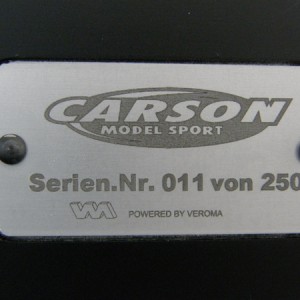 CARSON
MODEL SPORT
Serien.Nr. 011 von 250
POWERED BY VEROMA